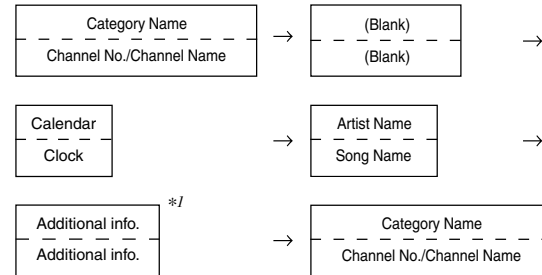 Category Name → (Blank) →
Channel No./Channel Name (Blank)
Calendar → Artist Name →
Clock Song Name
*1
Additional info. → Category Name
Additional info. Channel No./Channel Name